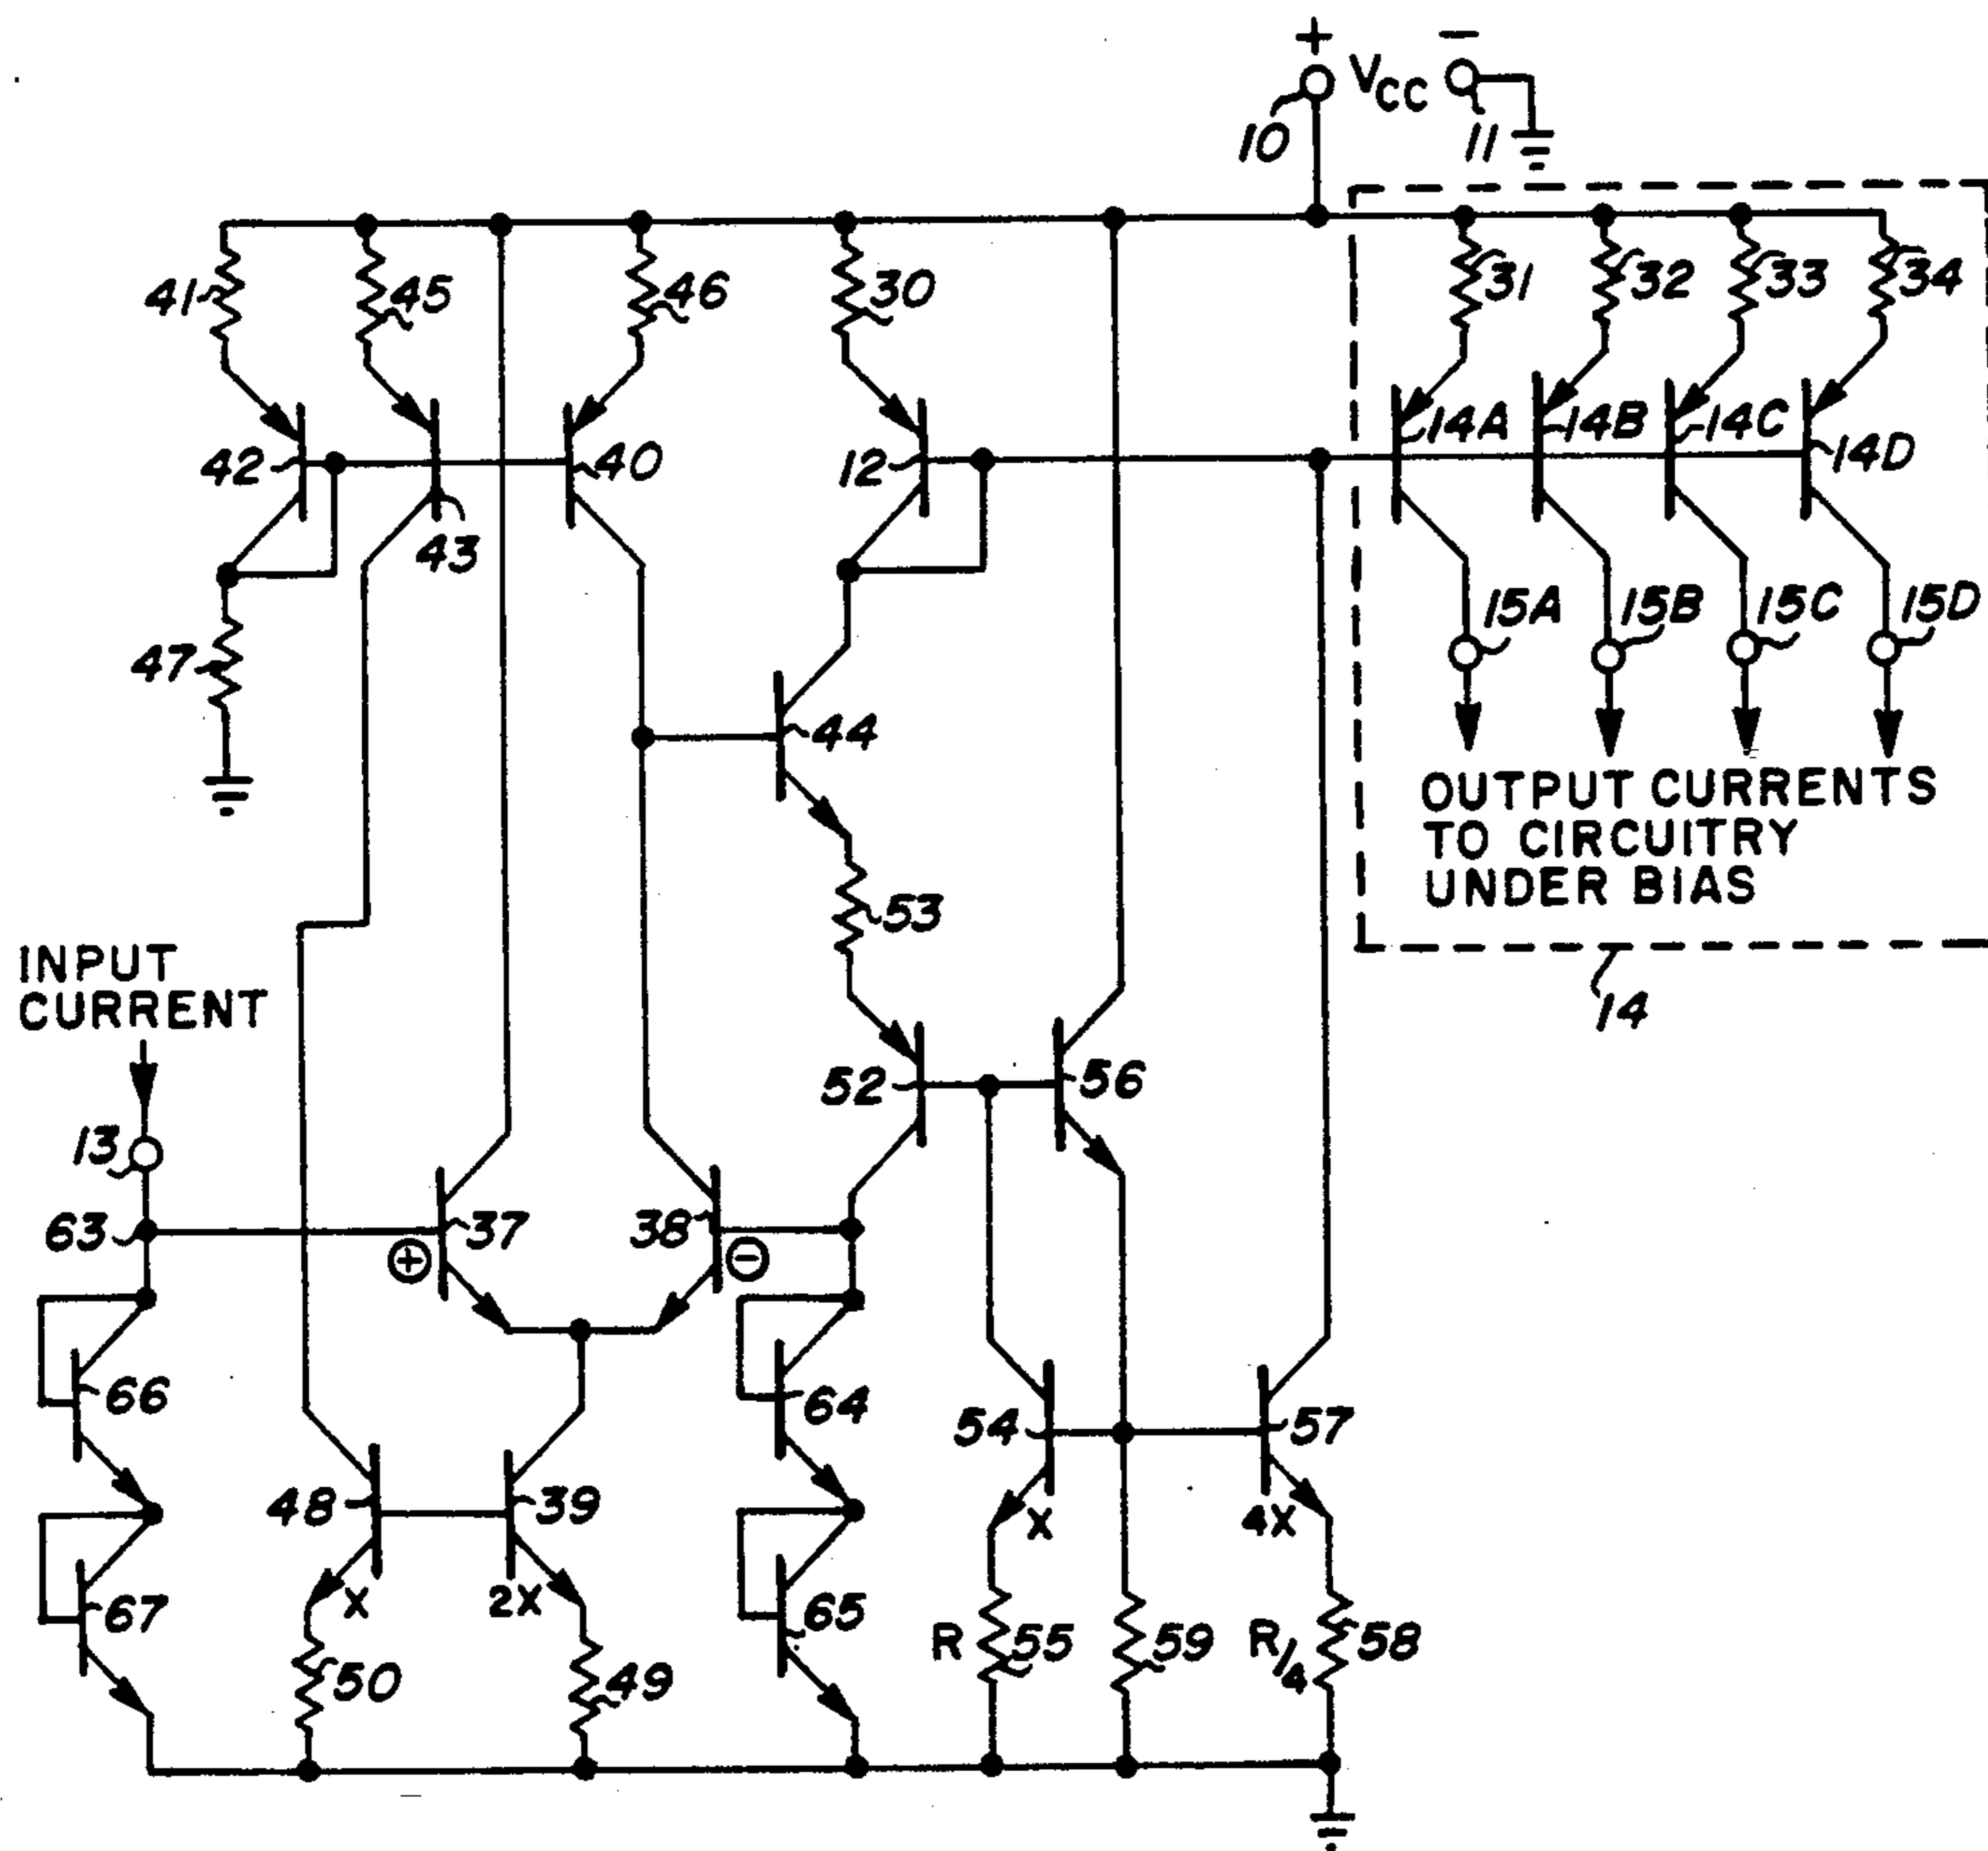 + VCC −
10 11
41 45 46 30 31 32 33 34
42 43 40 12 14A 14B 14C 14D
47 44 15A 15B 15C 15D
OUTPUT CURRENTS
TO CIRCUITRY
UNDER BIAS
53
14
INPUT
CURRENT
13 52 56
63 37 38
+ −
66 64 54 57
48 39 X 4X
67 X 2X 65
50 49 R 55 59 R/4 58